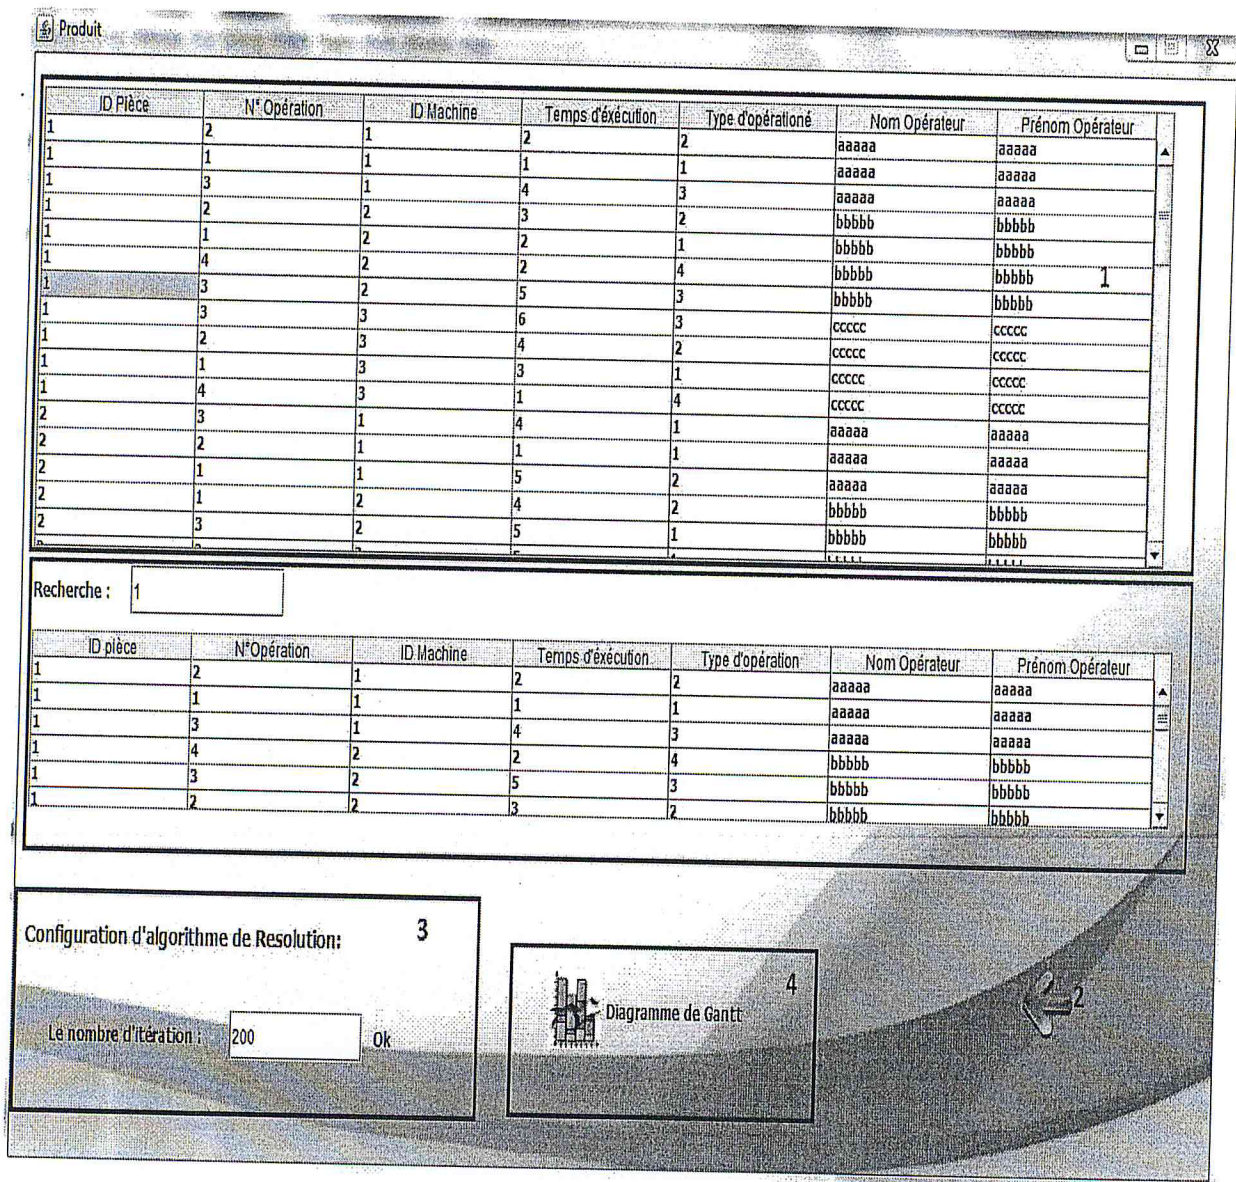 Produit
ID Pièce N° Opération ID Machine Temps d'éxécution Type d'opérationé Nom Opérateur Prénom Opérateur
1 2 1 2 2 aaaaa aaaaa
1 1 1 1 1 aaaaa aaaaa
1 3 1 4 3 aaaaa aaaaa
1 2 2 3 2 bbbbb bbbbb
1 1 2 2 1 bbbbb bbbbb
1 4 2 2 4 bbbbb bbbbb 1
1 3 2 5 3 bbbbb bbbbb
1 3 3 6 3 ccccc ccccc
1 2 3 4 2 ccccc ccccc
1 1 3 3 1 ccccc ccccc
1 4 3 1 4 ccccc ccccc
2 3 1 4 1 aaaaa aaaaa
2 2 1 1 1 aaaaa aaaaa
2 1 1 5 2 aaaaa aaaaa
2 1 2 4 2 bbbbb bbbbb
2 3 2 5 1 bbbbb bbbbb
Recherche : 1
ID pièce N°Opération ID Machine Temps d'éxécution Type d'opération Nom Opérateur Prénom Opérateur
1 2 1 2 2 aaaaa aaaaa
1 1 1 1 1 aaaaa aaaaa
1 3 1 4 3 aaaaa aaaaa
1 4 2 2 4 bbbbb bbbbb
1 3 2 5 3 bbbbb bbbbb
1 2 2 3 2 bbbbb bbbbb
Configuration d'algorithme de Resolution: 3
Le nombre d'itération : 200 Ok
4
Diagramme de Gantt
2